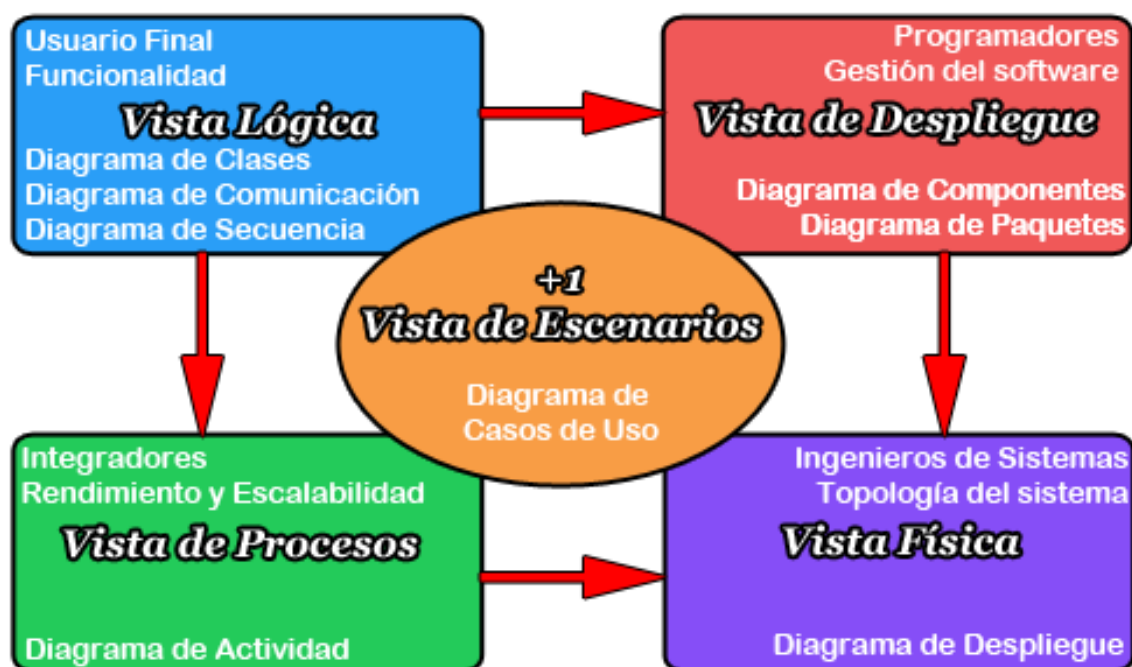 Usuario Final
Funcionalidad
Vista Lógica
Diagrama de Clases
Diagrama de Comunicación
Diagrama de Secuencia
Programadores
Gestión del software
Vista de Despliegue
Diagrama de Componentes
Diagrama de Paquetes
+1
Vista de Escenarios
Diagrama de
Casos de Uso
Integradores
Rendimiento y Escalabilidad
Vista de Procesos
Diagrama de Actividad
Ingenieros de Sistemas
Topología del sistema
Vista Física
Diagrama de Despliegue